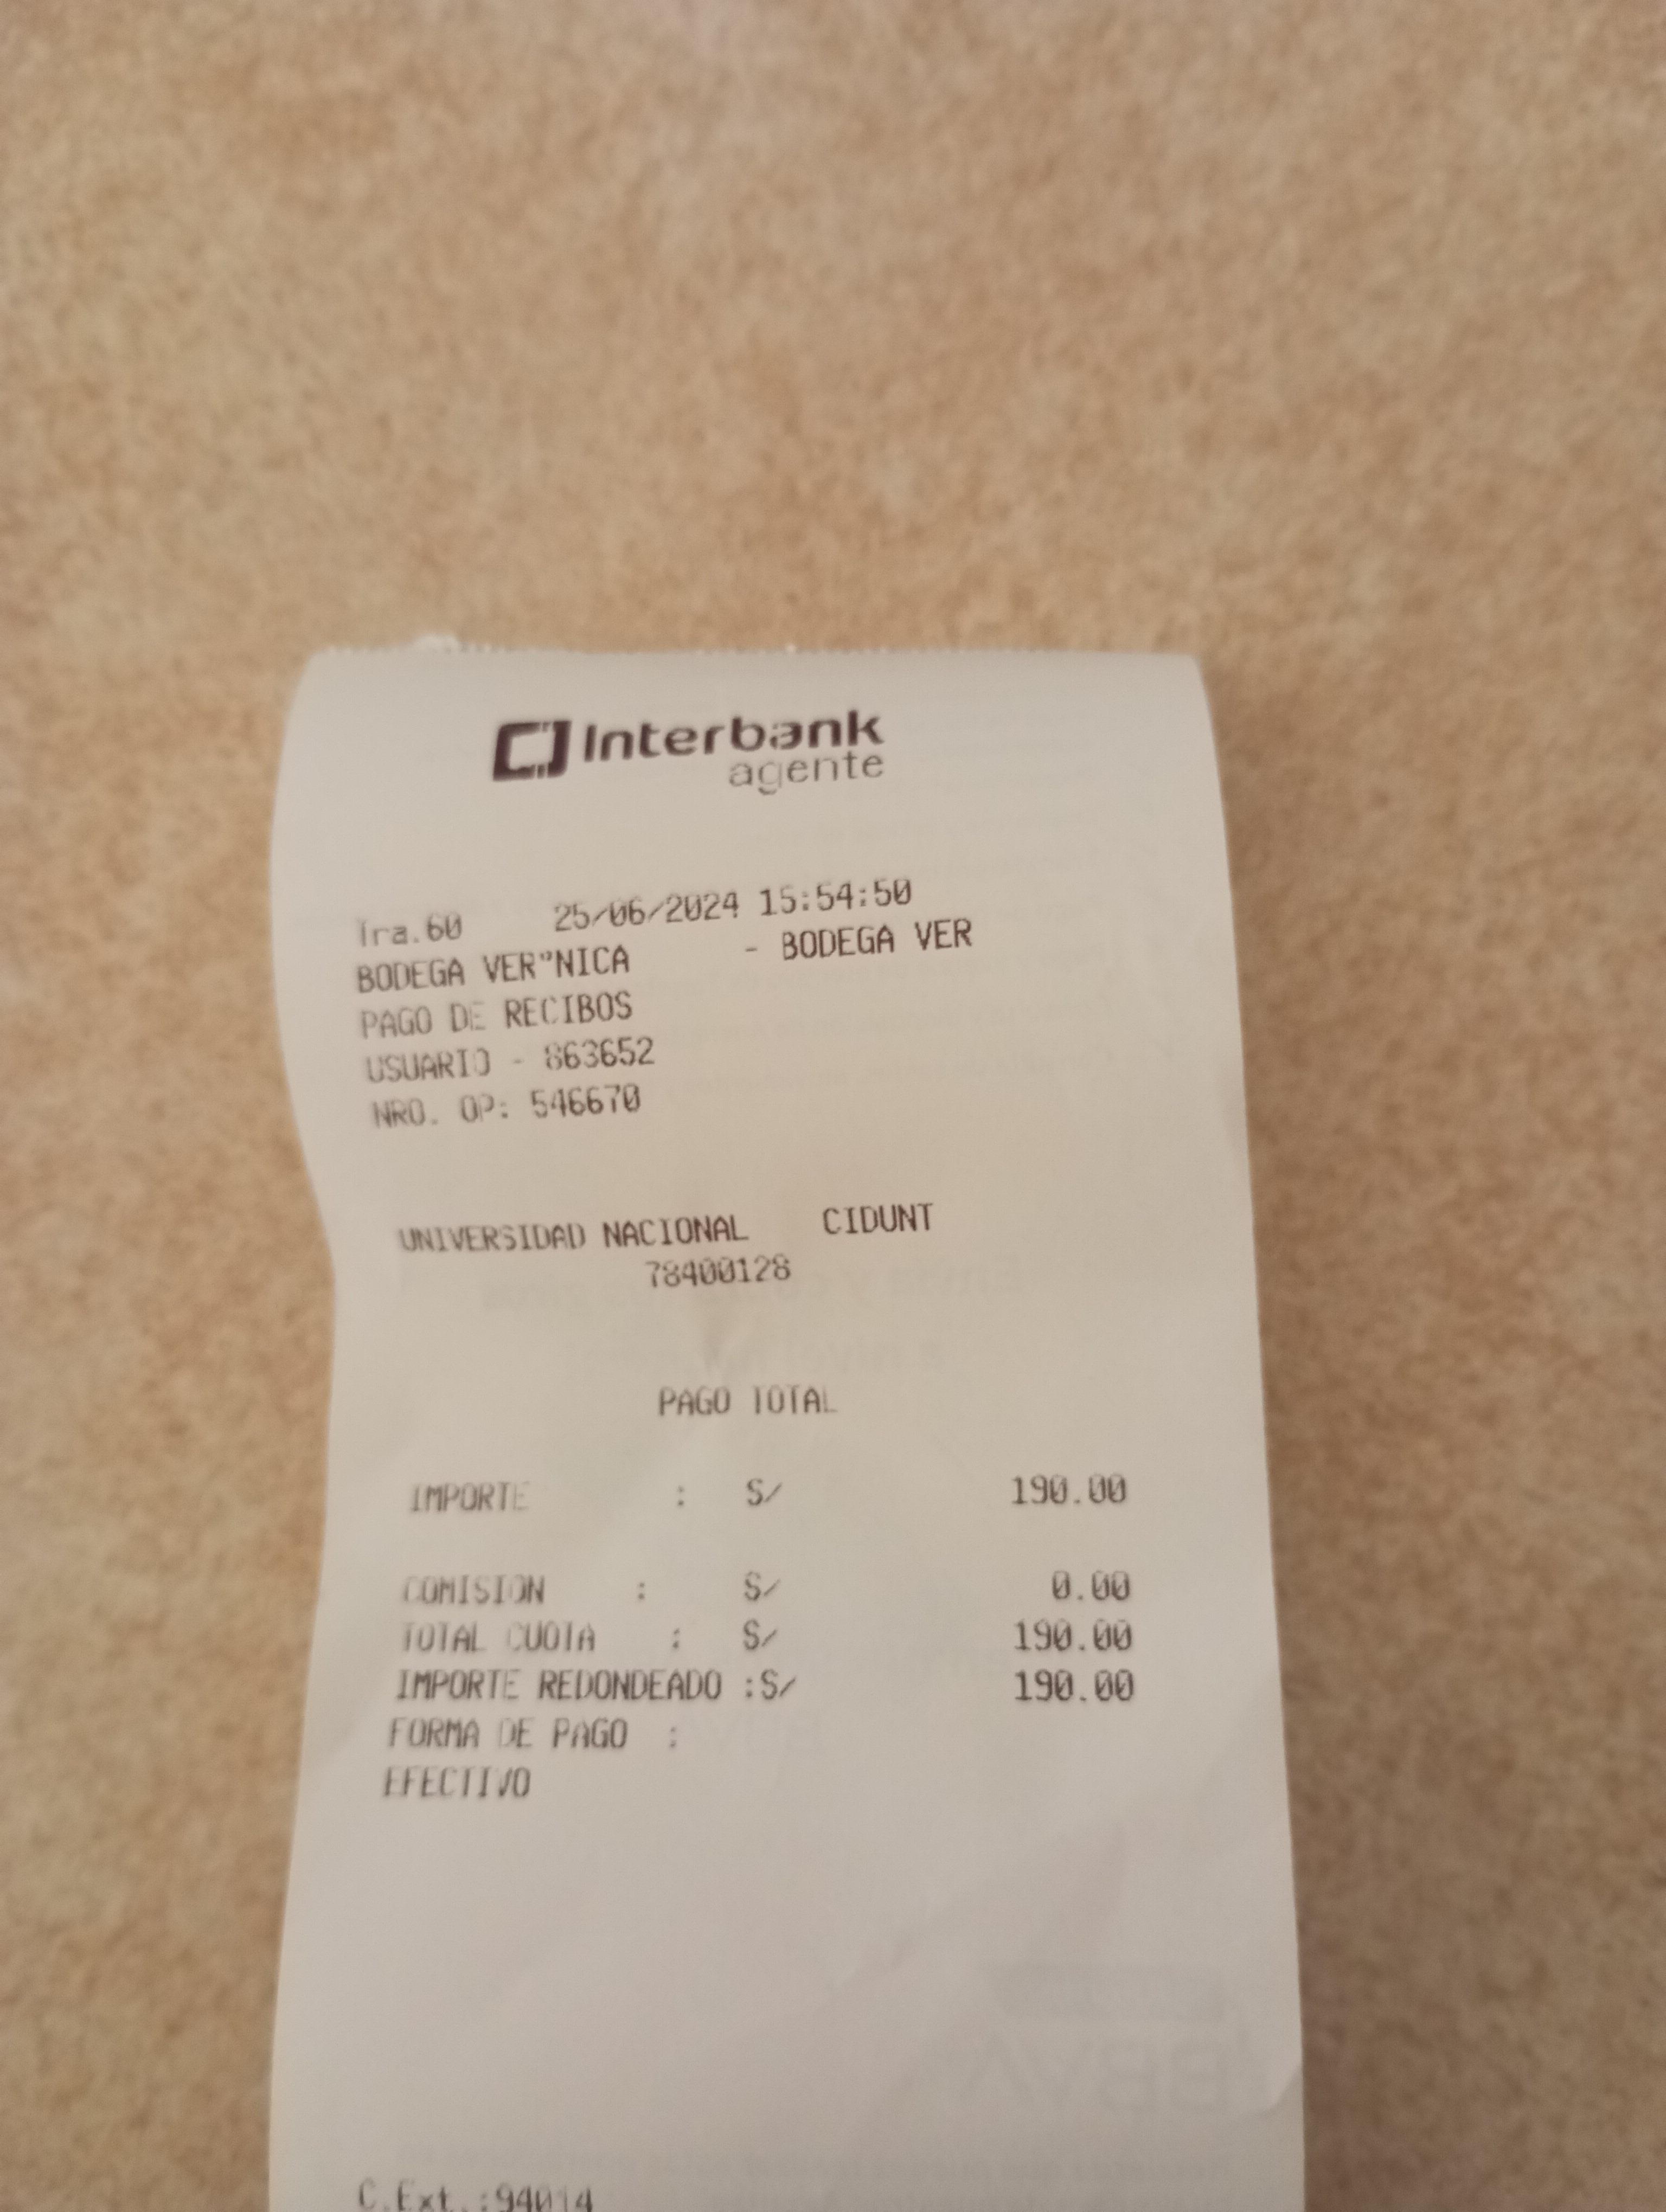 Interbank
agente
Tra.60 25/06/2024 15:54:50
BODEGA VER"NICA - BODEGA VER
PAGO DE RECIBOS
USUARIO - 863652
NRO. OP: 546670
UNIVERSIDAD NACIONAL CIDUNT
78400128
PAGO TOTAL
IMPORTE : S/ 190.00
COMISION : S/ 0.00
TOTAL CUOTA : S/ 190.00
IMPORTE REDONDEADO :S/ 190.00
FORMA DE PAGO :
EFECTIVO
C.Ext.:94014